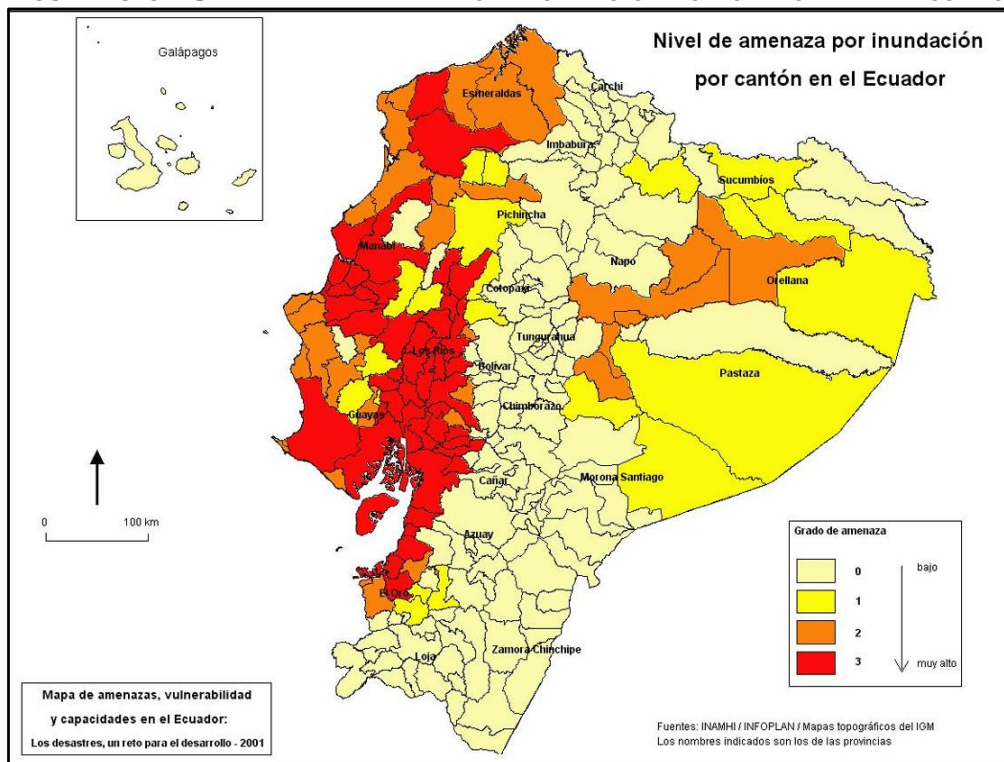 Galápagos
Nivel de amenaza por inundación
por cantón en el Ecuador
Esmeraldas
Carchi
Imbabura
Sucumbíos
Pichincha
Manabí
Napo
Orellana
Cotopaxi
Los Ríos
Tungurahua
Bolívar
Pastaza
Chimborazo
Guayas
Cañar
Morona Santiago
0 100 km
Azuay
El Oro
Loja
Zamora Chinchipe
Grado de amenaza
0 bajo
1
2
3 muy alto
Mapa de amenazas, vulnerabilidad
y capacidades en el Ecuador:
Los desastres, un reto para el desarrollo - 2001
Fuentes: INAMHI / INFOPLAN / Mapas topográficos del IGM
Los nombres indicados son los de las provincias